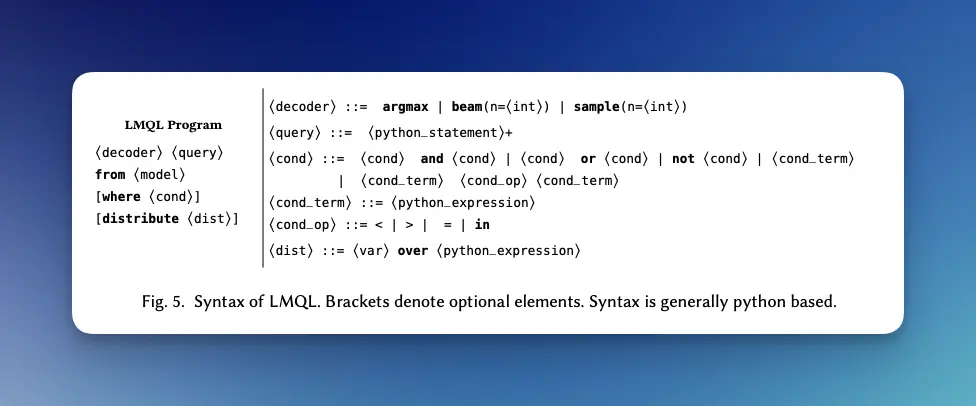 LMQL Program
⟨decoder⟩ ⟨query⟩
from ⟨model⟩
[where ⟨cond⟩]
[distribute ⟨dist⟩]
⟨decoder⟩ ::= argmax | beam(n=⟨int⟩) | sample(n=⟨int⟩)
⟨query⟩ ::= ⟨python_statement⟩+
⟨cond⟩ ::= ⟨cond⟩ and ⟨cond⟩ | ⟨cond⟩ or ⟨cond⟩ | not ⟨cond⟩ | ⟨cond_term⟩
| ⟨cond_term⟩ ⟨cond_op⟩ ⟨cond_term⟩
⟨cond_term⟩ ::= ⟨python_expression⟩
⟨cond_op⟩ ::= < | > | = | in
⟨dist⟩ ::= ⟨var⟩ over ⟨python_expression⟩
Fig. 5. Syntax of LMQL. Brackets denote optional elements. Syntax is generally python based.